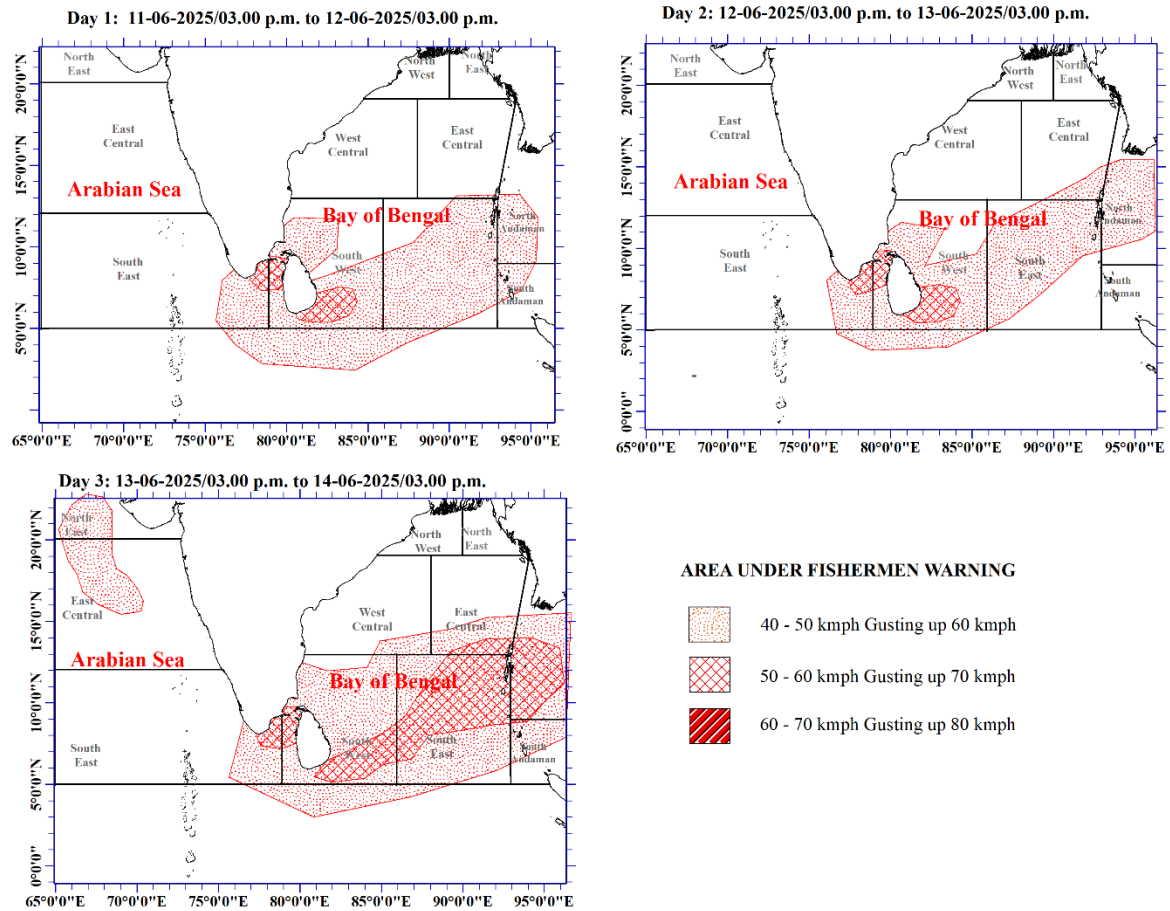 Day 1: 11-06-2025/03.00 p.m. to 12-06-2025/03.00 p.m.
North
East
North
West
North
East
East
Central
West
Central
East
Central
Arabian Sea
Bay of Bengal
North
Andaman
South
East
South
West
South
Andaman
20°0'0"N
15°0'0"N
10°0'0"N
5°0'0"N
65°0'0"E 70°0'0"E 75°0'0"E 80°0'0"E 85°0'0"E 90°0'0"E 95°0'0"E
Day 2: 12-06-2025/03.00 p.m. to 13-06-2025/03.00 p.m.
North
East
North
West
North
East
East
Central
West
Central
East
Central
Arabian Sea
Bay of Bengal
North
Andaman
South
East
South
West
South
East
South
Andaman
20°0'0"N
15°0'0"N
10°0'0"N
5°0'0"N
0°0'0"N
65°0'0"E 70°0'0"E 75°0'0"E 80°0'0"E 85°0'0"E 90°0'0"E 95°0'0"E
Day 3: 13-06-2025/03.00 p.m. to 14-06-2025/03.00 p.m.
North
East
North
West
North
East
East
Central
West
Central
East
Central
Arabian Sea
Bay of Bengal
South
East
South
West
South
East
South
Andaman
20°0'0"N
15°0'0"N
10°0'0"N
5°0'0"N
0°0'0"
65°0'0"E 70°0'0"E 75°0'0"E 80°0'0"E 85°0'0"E 90°0'0"E 95°0'0"E
AREA UNDER FISHERMEN WARNING
40 - 50 kmph Gusting up 60 kmph
50 - 60 kmph Gusting up 70 kmph
60 - 70 kmph Gusting up 80 kmph